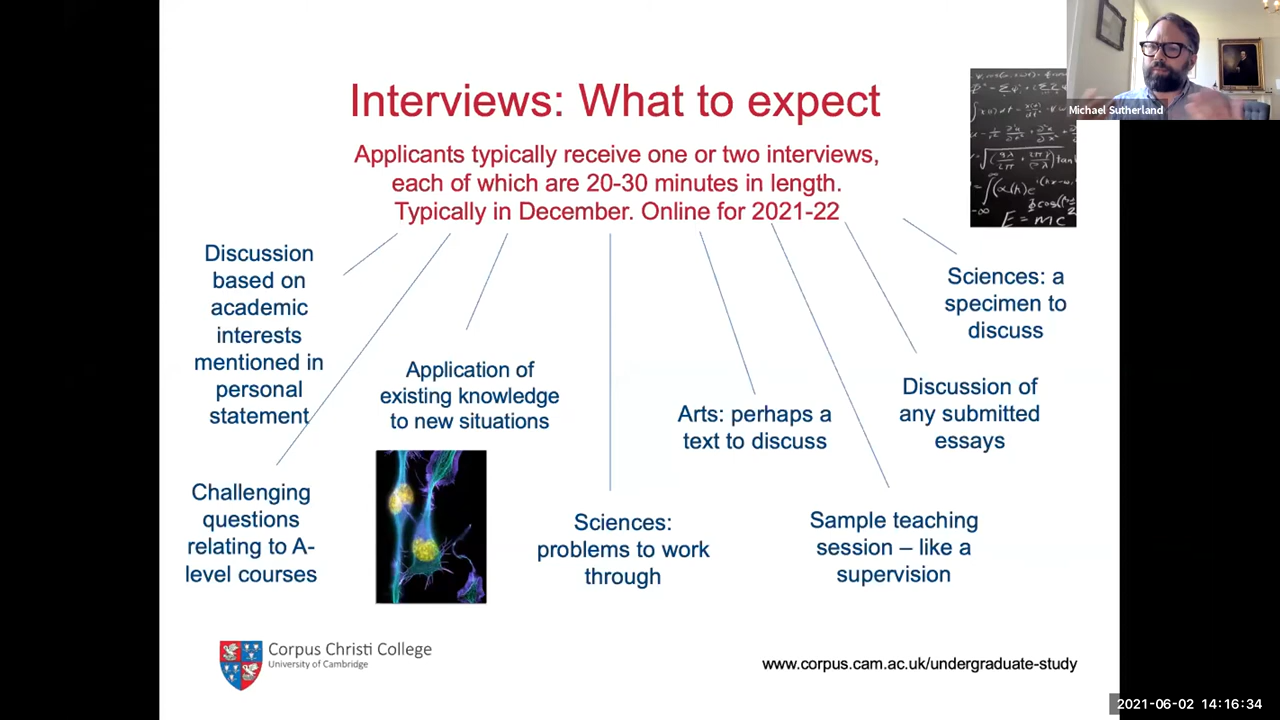 Interviews: What to expect
Applicants typically receive one or two interviews,
each of which are 20-30 minutes in length.
Typically in December. Online for 2021-22
Discussion
based on
academic
interests
mentioned in
personal
statement
Challenging
questions
relating to A-
level courses
Application of
existing knowledge
to new situations
Sciences:
problems to work
through
Arts: perhaps a
text to discuss
Sample teaching
session – like a
supervision
Discussion of
any submitted
essays
Sciences: a
specimen to
discuss
E = mc²
Michael Sutherland
Corpus Christi College
University of Cambridge
www.corpus.cam.ac.uk/undergraduate-study
2021-06-02 14:16:34